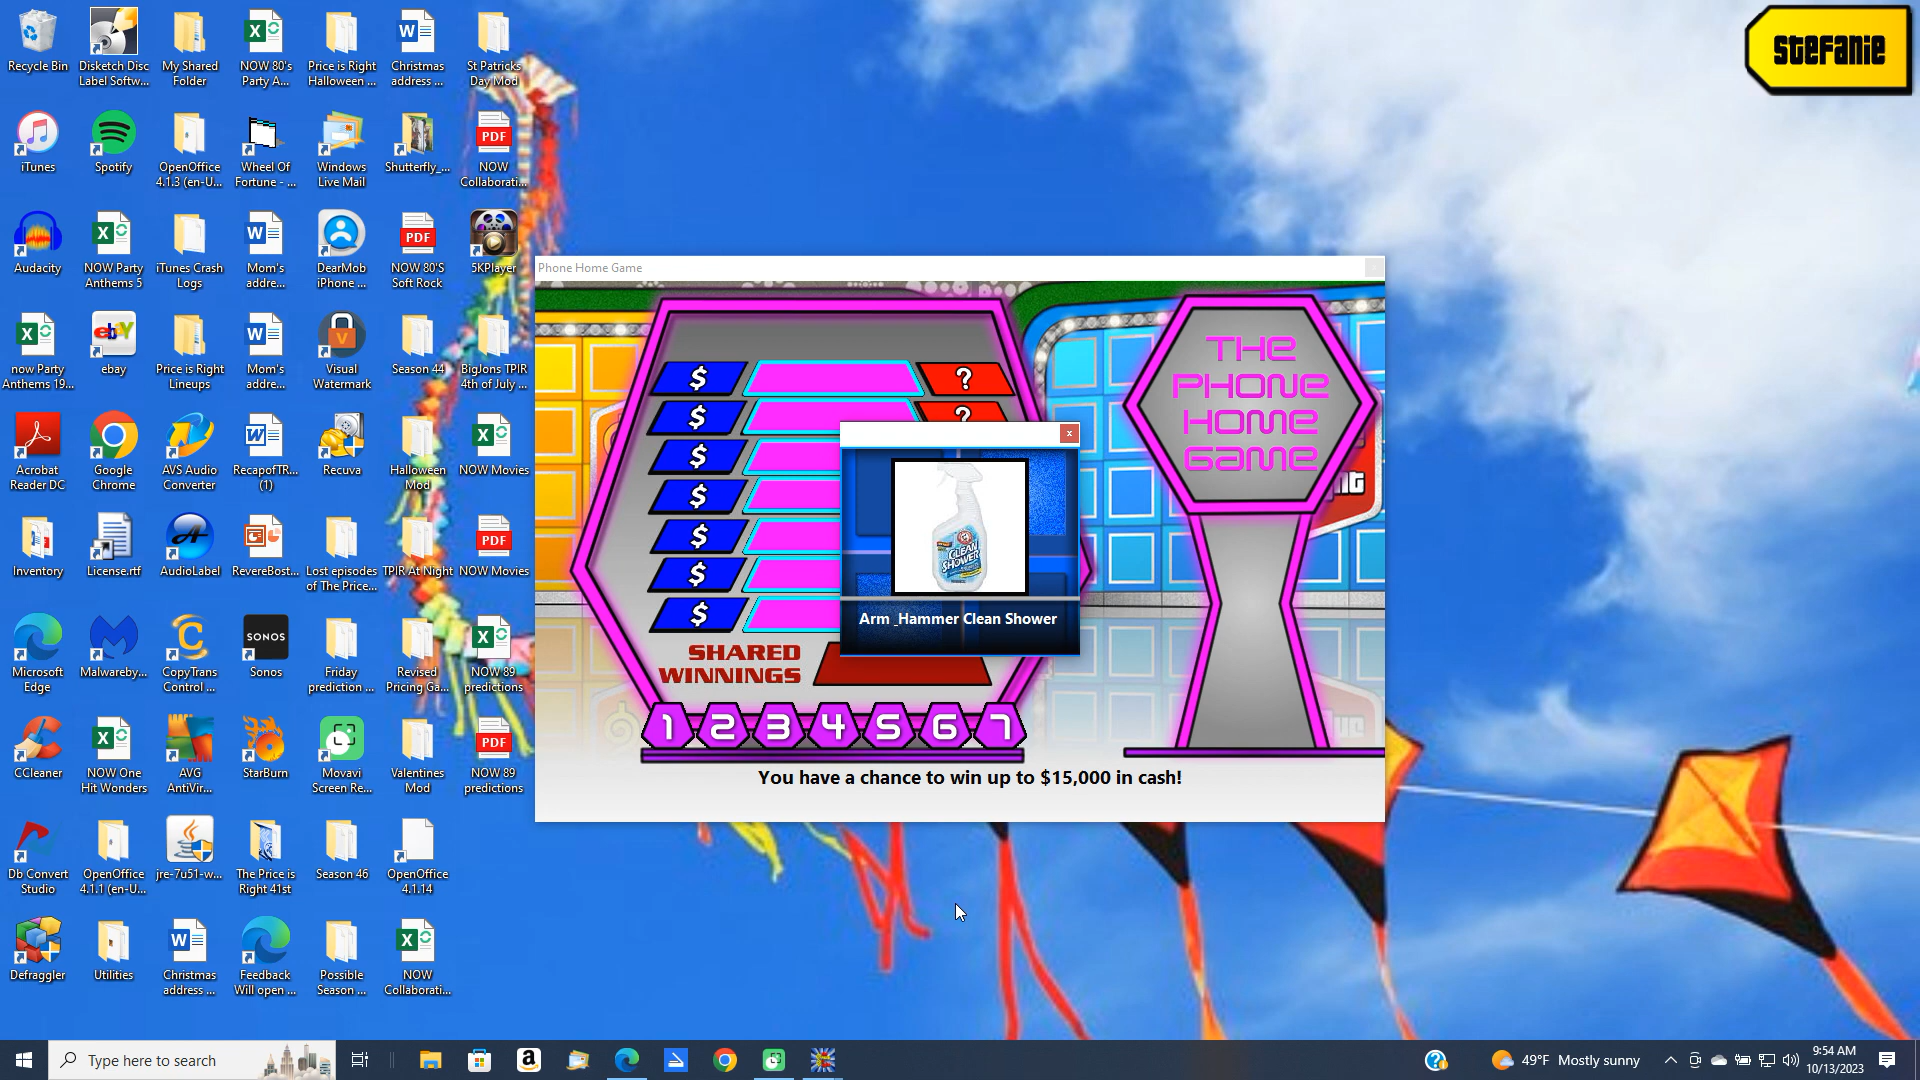 Recycle Bin
Disketch Disc
Label Softw...
My Shared
Folder
NOW 80's
Party A...
Price is Right
Halloween ...
Christmas
address ...
St Patricks
Day Mod
iTunes
Spotify
OpenOffice
4.1.3 (en-U...
Wheel Of
Fortune - ...
Windows
Live Mail
Shutterfly_...
PDF
NOW
Collaborati...
Audacity
NOW Party
Anthems 5
iTunes Crash
Logs
Mom's
addre...
DearMob
iPhone ...
PDF
NOW 80'S
Soft Rock
5KPlayer
now Party
Anthems 19...
ebay
ebay
Price is Right
Lineups
Mom's
addre...
Visual
Watermark
Season 44
BigJons TPIR
4th of July ...
Acrobat
Reader DC
Google
Chrome
AVS Audio
Converter
RecapofTR...
(1)
Recuva
Halloween
Mod
NOW Movies
Inventory
License.rtf
AudioLabel
RevereBost...
Lost episodes
of The Price...
TPIR At Night
PDF
NOW Movies
Microsoft
Edge
Malwareby...
CopyTrans
Control ...
SONOS
Sonos
Friday
prediction ...
Revised
Pricing Ga...
NOW 89
predictions
CCleaner
NOW One
Hit Wonders
AVG
AntiVir...
StarBurn
Movavi
Screen Re...
Valentines
Mod
PDF
NOW 89
predictions
Db Convert
Studio
OpenOffice
4.1.1 (en-U...
jre-7u51-w...
The Price is
Right 41st
Season 46
OpenOffice
4.1.14
Defraggler
Utilities
Christmas
address ...
Feedback
Will open ...
Possible
Season ...
NOW
Collaborati...
STEFANIE
Phone Home Game
$ ?
$ ?
$
$
$
$
$
SHARED
WINNINGS
1 2 3 4 5 6 7
You have a chance to win up to $15,000 in cash!
THE
PHONE
HOME
GAME
x
CLEAN
SHOWER
Arm _Hammer Clean Shower
Type here to search
49°F Mostly sunny
9:54 AM
10/13/2023